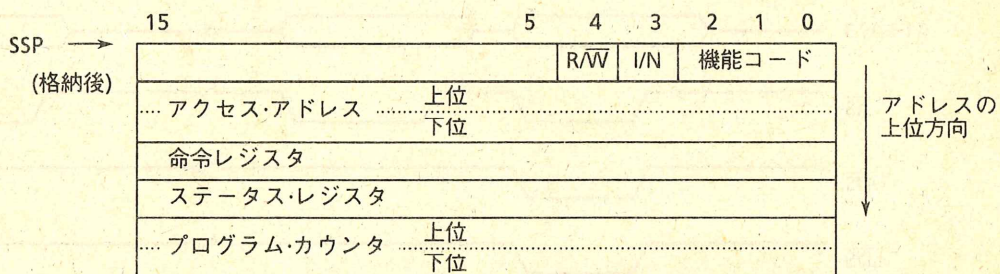 15 5 4 3 2 1 0
SSP
(格納後)
R/W̅ I/N 機能コード
アクセス·アドレス 上位
下位
命令レジスタ
ステータス·レジスタ
プログラム·カウンタ 上位
下位
アドレスの
上位方向